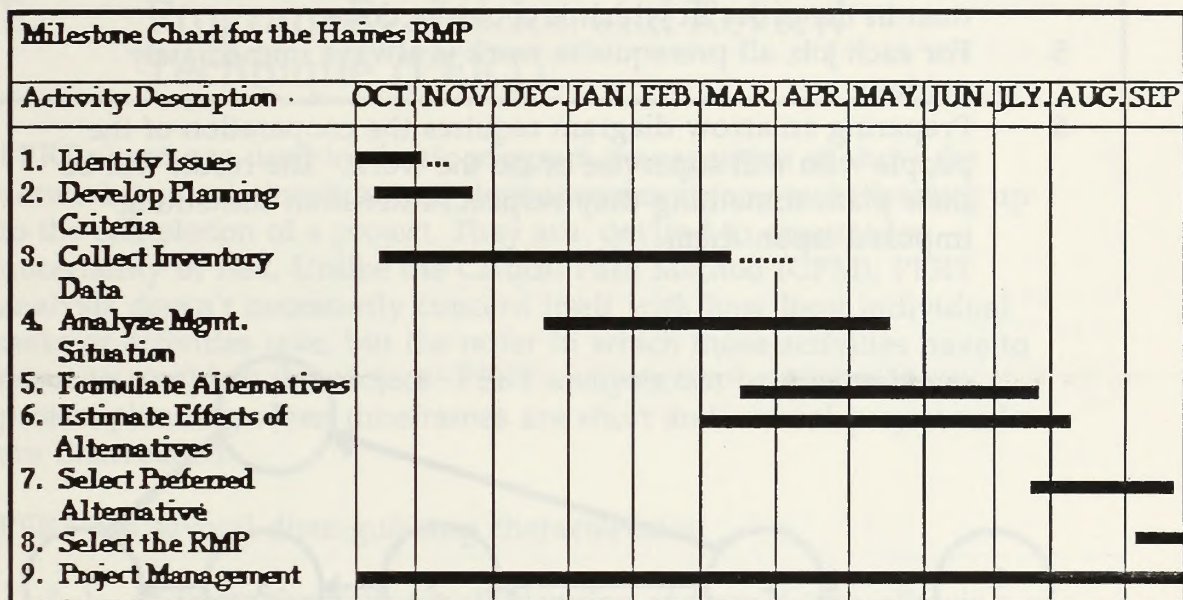 Milestone Chart for the Haines RMP
Activity Description OCT. NOV. DEC. JAN. FEB. MAR. APR. MAY. JUN. JLY. AUG. SEP
1. Identify Issues ...
2. Develop Planning
Criteria
3. Collect Inventory .......
Data
4. Analyze Mgnt.
Situation
5. Formulate Alternatives
6. Estimate Effects of
Alternatives
7. Select Preferred
Alternative
8. Select the RMP
9. Project Management